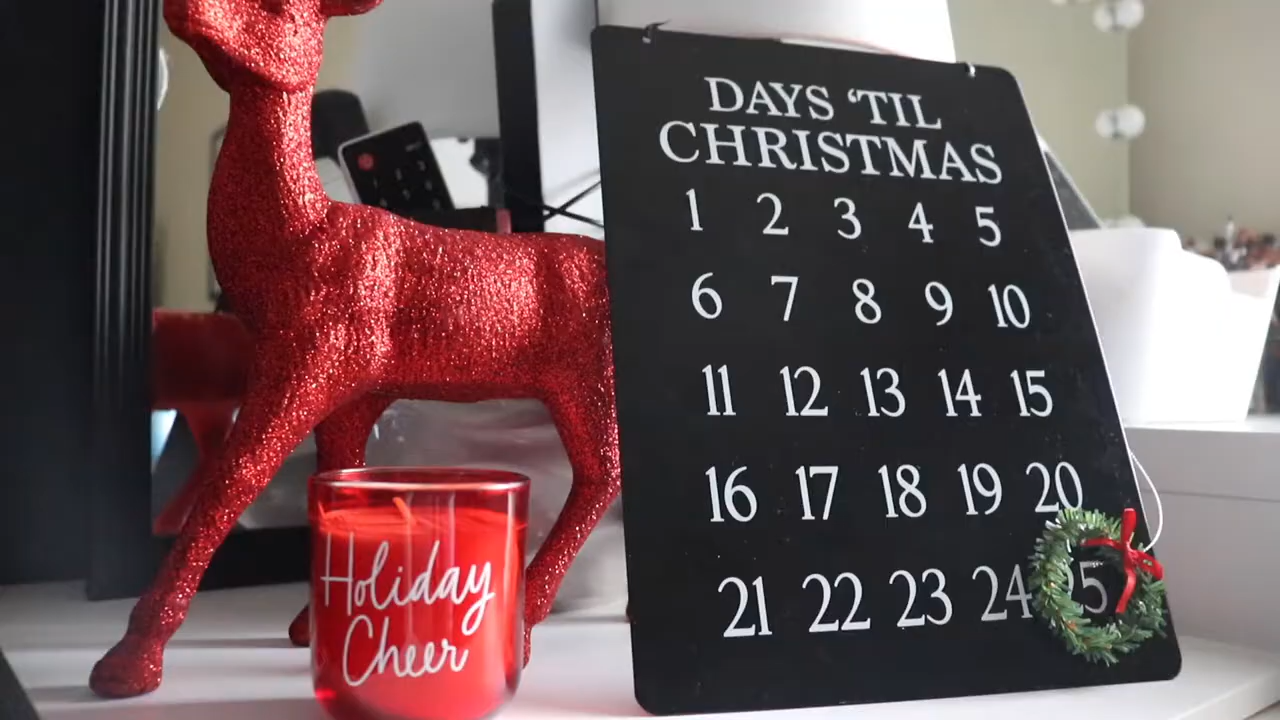 DAYS ‘TIL
CHRISTMAS
1 2 3 4 5
6 7 8 9 10
11 12 13 14 15
16 17 18 19 20
21 22 23 24 25
Holiday
Cheer